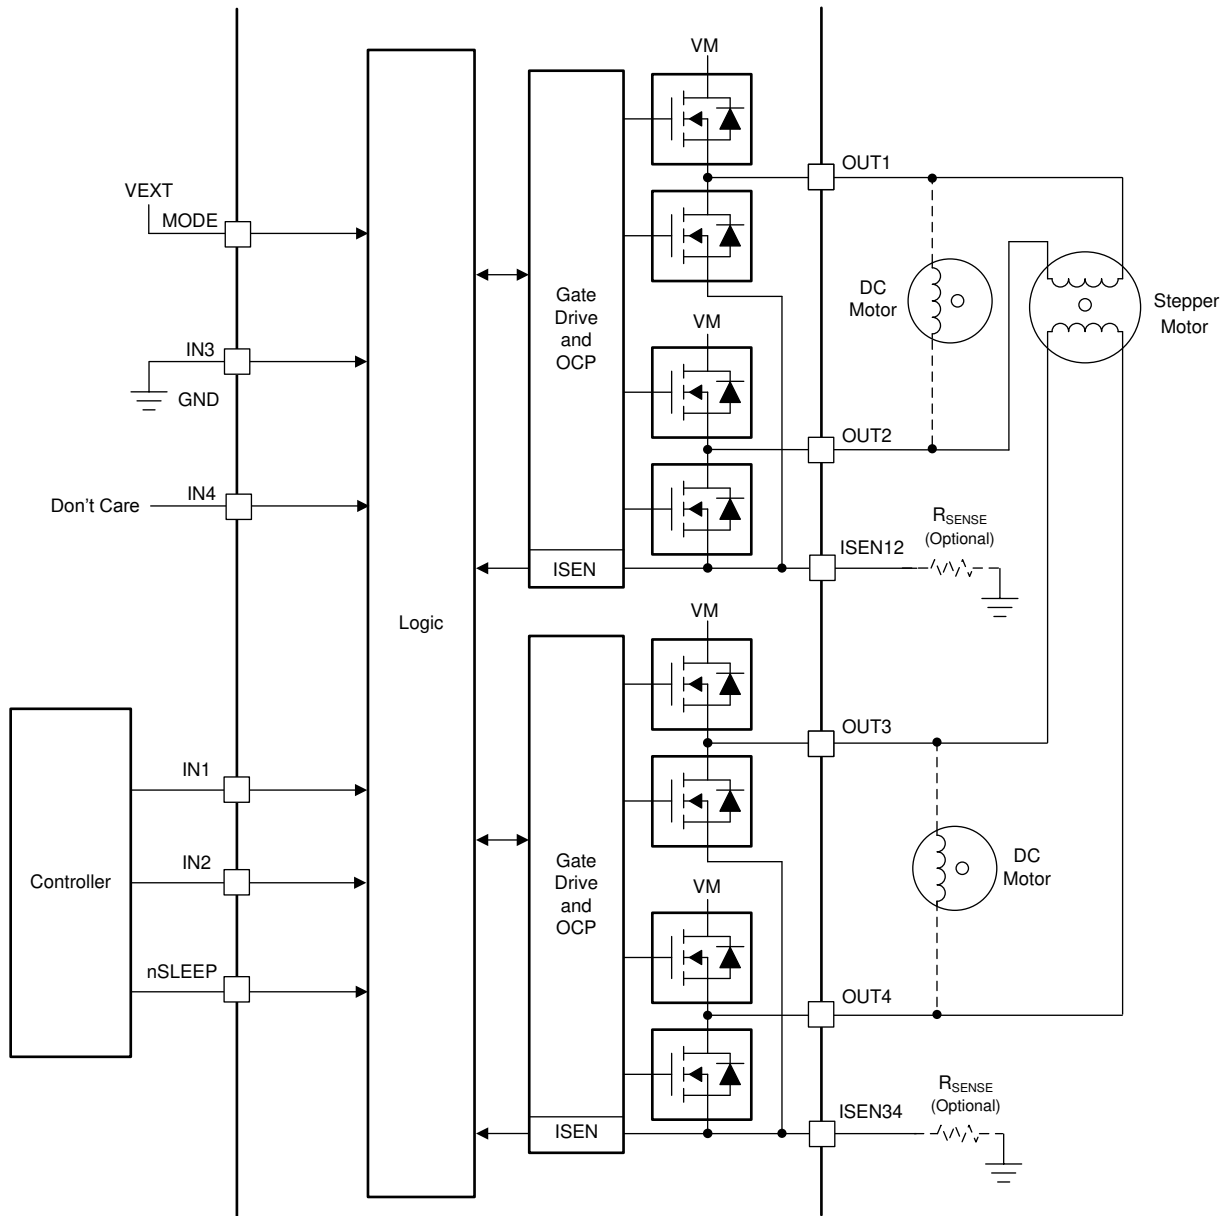 VM
OUT1
VEXT
MODE
DC
Motor
Stepper
Motor
Gate
Drive
and
OCP
VM
IN3
GND
OUT2
IN4
Don't Care
RSENSE
(Optional)
ISEN12
ISEN
Logic
VM
OUT3
Controller
IN1
IN2
nSLEEP
Gate
Drive
and
OCP
VM
DC
Motor
OUT4
RSENSE
(Optional)
ISEN34
ISEN